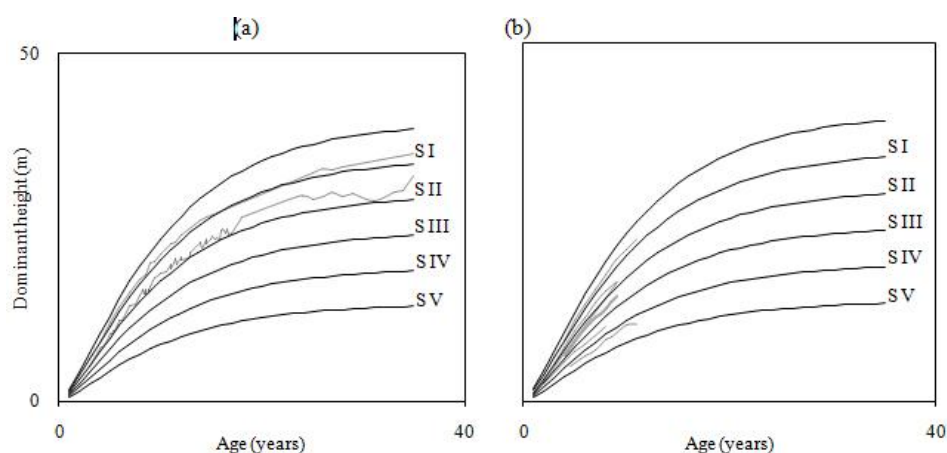 (a)
50
S I
S II
S III
S IV
S V
Dominant height (m)
0
0
Age (years)
40
(b)
S I
S II
S III
S IV
S V
0
Age (years)
40